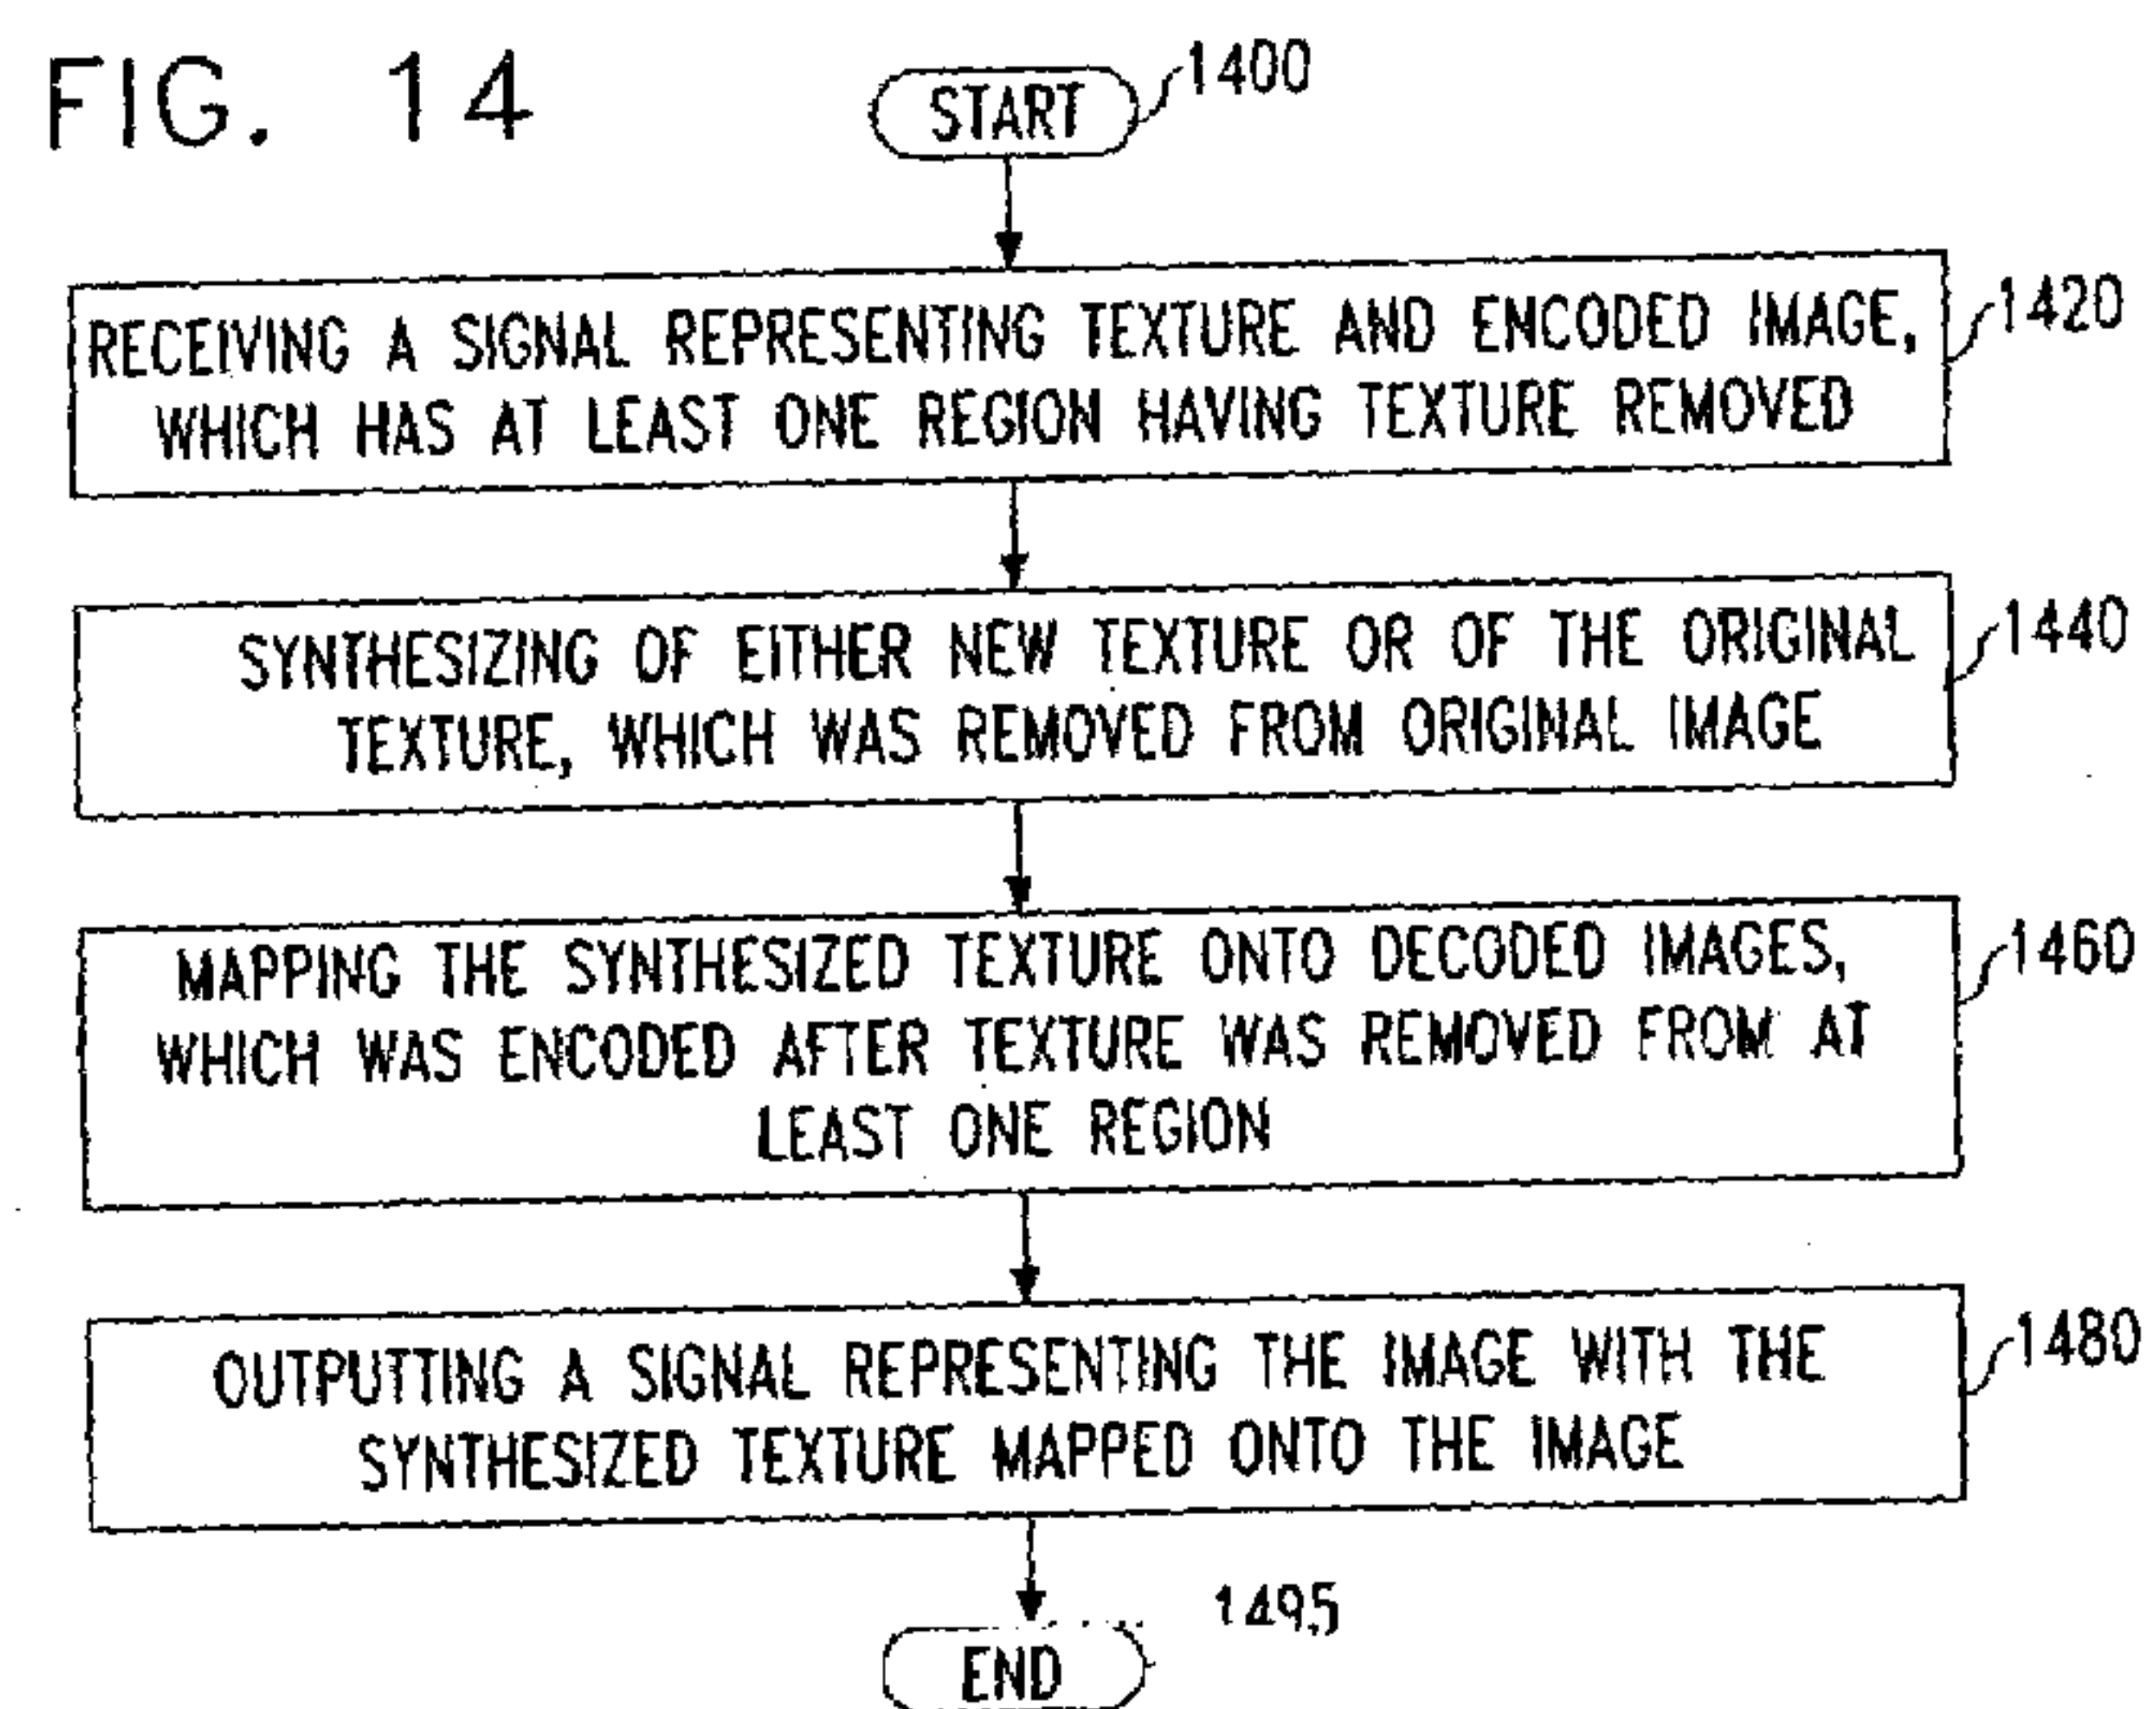 FIG. 14
START 1400
RECEIVING A SIGNAL REPRESENTING TEXTURE AND ENCODED IMAGE, 1420
WHICH HAS AT LEAST ONE REGION HAVING TEXTURE REMOVED
SYNTHESIZING OF EITHER NEW TEXTURE OR OF THE ORIGINAL 1440
TEXTURE, WHICH WAS REMOVED FROM ORIGINAL IMAGE
MAPPING THE SYNTHESIZED TEXTURE ONTO DECODED IMAGES, 1460
WHICH WAS ENCODED AFTER TEXTURE WAS REMOVED FROM AT
LEAST ONE REGION
OUTPUTTING A SIGNAL REPRESENTING THE IMAGE WITH THE 1480
SYNTHESIZED TEXTURE MAPPED ONTO THE IMAGE
1495
END